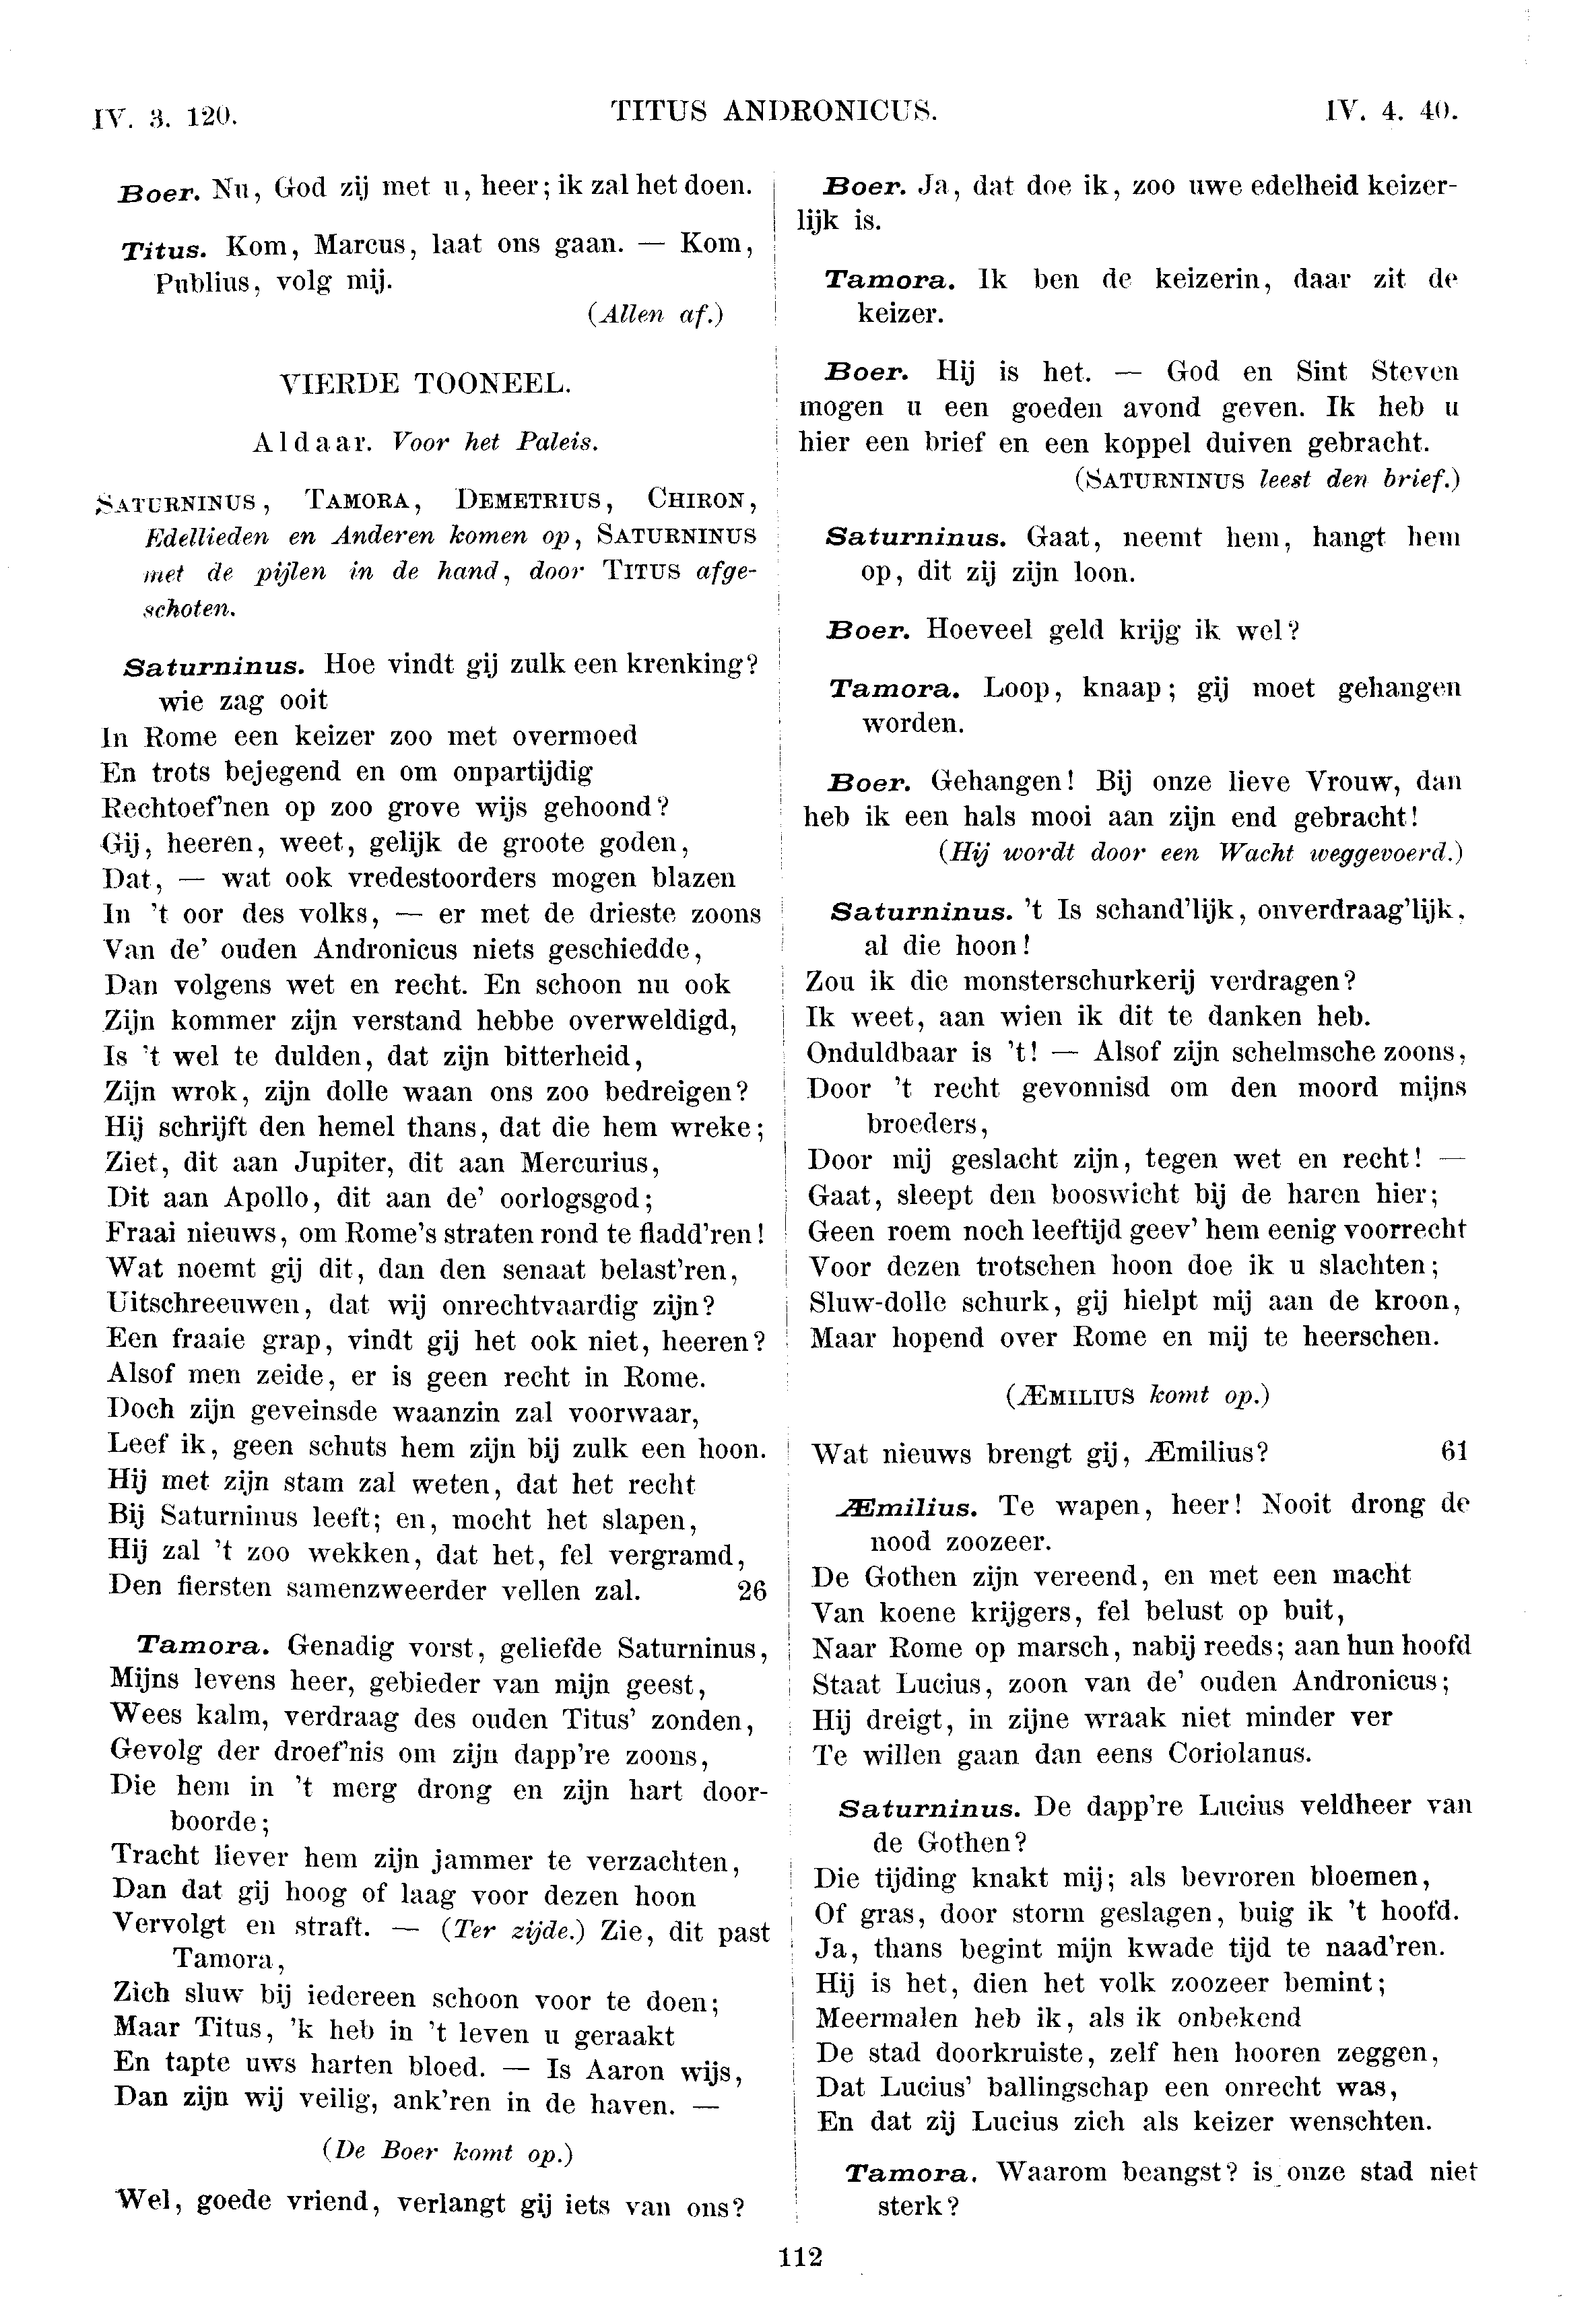 IV. 3. 120.
TITUS ANDRONICUS.
IV. 4. 40.
Boer. Nu, God zij met u, heer; ik zal het doen.
Titus. Kom, Marcus, laat ons gaan. — Kom,
Publius, volg mij.
(Allen af.)
VIERDE TOONEEL.
Aldaar. Voor het Paleis.
SATURNINUS, TAMORA, DEMETRIUS, CHIRON,
Edellieden en Anderen komen op, SATURNINUS
met de pijlen in de hand, door TITUS afge-
schoten.
Saturninus. Hoe vindt gij zulk een krenking?
wie zag ooit
In Rome een keizer zoo met overmoed
En trots bejegend en om onpartijdig
Rechtoef'nen op zoo grove wijs gehoond?
Gij, heeren, weet, gelijk de groote goden,
Dat, — wat ook vredestoorders mogen blazen
In 't oor des volks, — er met de drieste zoons
Van de' ouden Andronicus niets geschiedde,
Dan volgens wet en recht. En schoon nu ook
Zijn kommer zijn verstand hebbe overweldigd,
Is 't wel te dulden, dat zijn bitterheid,
Zijn wrok, zijn dolle waan ons zoo bedreigen?
Hij schrijft den hemel thans, dat die hem wreke;
Ziet, dit aan Jupiter, dit aan Mercurius,
Dit aan Apollo, dit aan de' oorlogsgod;
Fraai nieuws, om Rome's straten rond te fladd'ren!
Wat noemt gij dit, dan den senaat belast'ren,
Uitschreeuwen, dat wij onrechtvaardig zijn?
Een fraaie grap, vindt gij het ook niet, heeren?
Alsof men zeide, er is geen recht in Rome.
Doch zijn geveinsde waanzin zal voorwaar,
Leef ik, geen schuts hem zijn bij zulk een hoon.
Hij met zijn stam zal weten, dat het recht
Bij Saturninus leeft; en, mocht het slapen,
Hij zal 't zoo wekken, dat het, fel vergramd,
Den fiersten samenzweerder vellen zal. 26
Tamora. Genadig vorst, geliefde Saturninus,
Mijns levens heer, gebieder van mijn geest,
Wees kalm, verdraag des ouden Titus' zonden,
Gevolg der droef'nis om zijn dapp're zoons,
Die hem in 't merg drong en zijn hart door-
boorde;
Tracht liever hem zijn jammer te verzachten,
Dan dat gij hoog of laag voor dezen hoon
Vervolgt en straft. — (Ter zijde.) Zie, dit past
Tamora,
Zich sluw bij iedereen schoon voor te doen;
Maar Titus, 'k heb in 't leven u geraakt
En tapte uws harten bloed. — Is Aaron wijs,
Dan zijn wij veilig, ank'ren in de haven. —
(De Boer komt op.)
Wel, goede vriend, verlangt gij iets van ons?
Boer. Ja, dat doe ik, zoo uwe edelheid keizer-
lijk is.
Tamora. Ik ben de keizerin, daar zit de
keizer.
Boer. Hij is het. — God en Sint Steven
mogen u een goeden avond geven. Ik heb u
hier een brief en een koppel duiven gebracht.
(SATURNINUS leest den brief.)
Saturninus. Gaat, neemt hem, hangt hem
op, dit zij zijn loon.
Boer. Hoeveel geld krijg ik wel?
Tamora. Loop, knaap; gij moet gehangen
worden.
Boer. Gehangen! Bij onze lieve Vrouw, dan
heb ik een hals mooi aan zijn end gebracht!
(Hij wordt door een Wacht weggevoerd.)
Saturninus. 't Is schand'lijk, onverdraag'lijk,
al die hoon!
Zou ik die monsterschurkerij verdragen?
Ik weet, aan wien ik dit te danken heb.
Onduldbaar is 't! — Alsof zijn schelmsche zoons,
Door 't recht gevonnisd om den moord mijns
broeders,
Door mij geslacht zijn, tegen wet en recht! —
Gaat, sleept den booswicht bij de haren hier;
Geen roem noch leeftijd geev' hem eenig voorrecht
Voor dezen trotschen hoon doe ik u slachten;
Sluw-dolle schurk, gij hielpt mij aan de kroon,
Maar hopend over Rome en mij te heerschen.
(ÆMILIUS komt op.)
Wat nieuws brengt gij, Æmilius? 61
Æmilius. Te wapen, heer! Nooit drong de
nood zoozeer.
De Gothen zijn vereend, en met een macht
Van koene krijgers, fel belust op buit,
Naar Rome op marsch, nabij reeds; aan hun hoofd
Staat Lucius, zoon van de' ouden Andronicus;
Hij dreigt, in zijne wraak niet minder ver
Te willen gaan dan eens Coriolanus.
Saturninus. De dapp're Lucius veldheer van
de Gothen?
Die tijding knakt mij; als bevroren bloemen,
Of gras, door storm geslagen, buig ik 't hoofd.
Ja, thans begint mijn kwade tijd te naad'ren.
Hij is het, dien het volk zoozeer bemint;
Meermalen heb ik, als ik onbekend
De stad doorkruiste, zelf hen hooren zeggen,
Dat Lucius' ballingschap een onrecht was,
En dat zij Lucius zich als keizer wenschten.
Tamora. Waarom beangst? is onze stad niet
sterk?
112